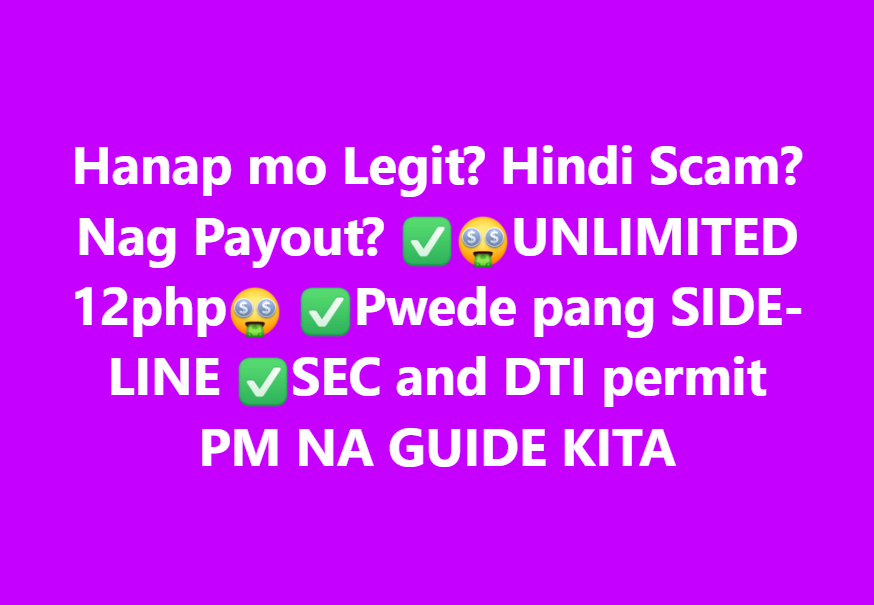 Hanap mo Legit? Hindi Scam?
Nag Payout? ✅🤑UNLIMITED
12php🤑 ✅Pwede pang SIDE-
LINE ✅SEC and DTI permit
PM NA GUIDE KITA